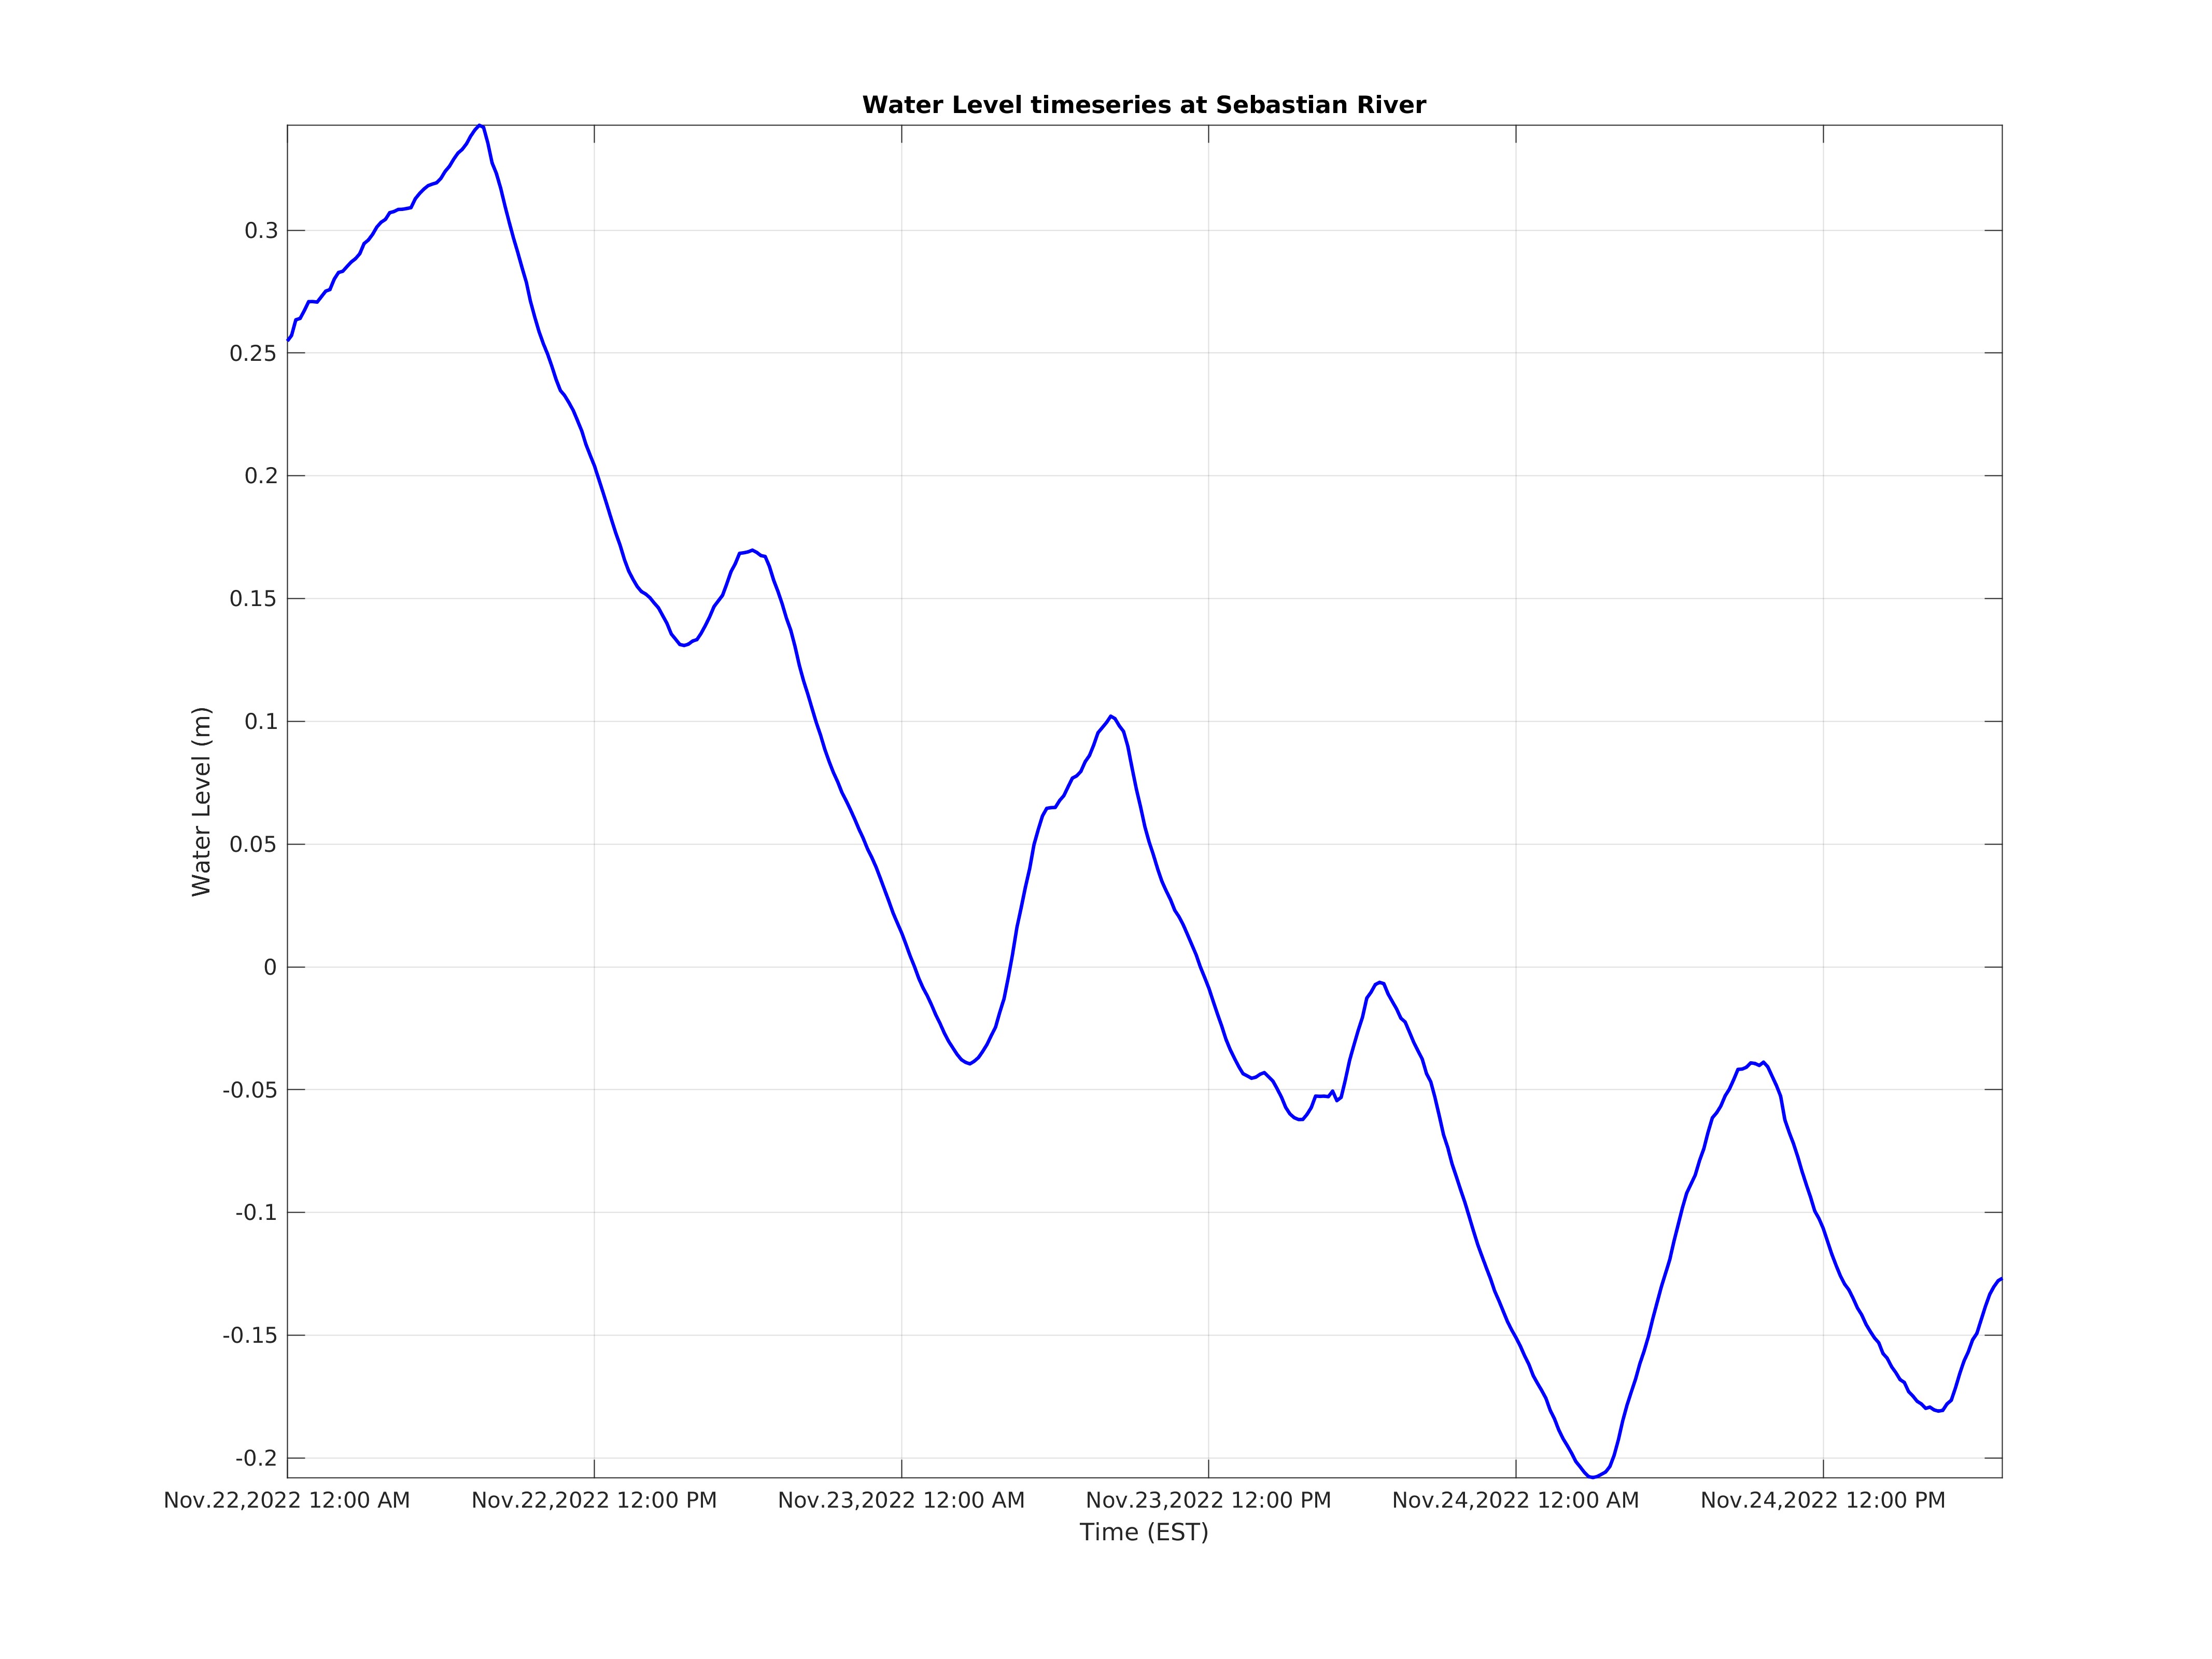 Water Level timeseries at Sebastian River
Water Level (m)
0.3
0.25
0.2
0.15
0.1
0.05
0
-0.05
-0.1
-0.15
-0.2
Nov.22,2022 12:00 AM Nov.22,2022 12:00 PM Nov.23,2022 12:00 AM Nov.23,2022 12:00 PM Nov.24,2022 12:00 AM Nov.24,2022 12:00 PM
Time (EST)